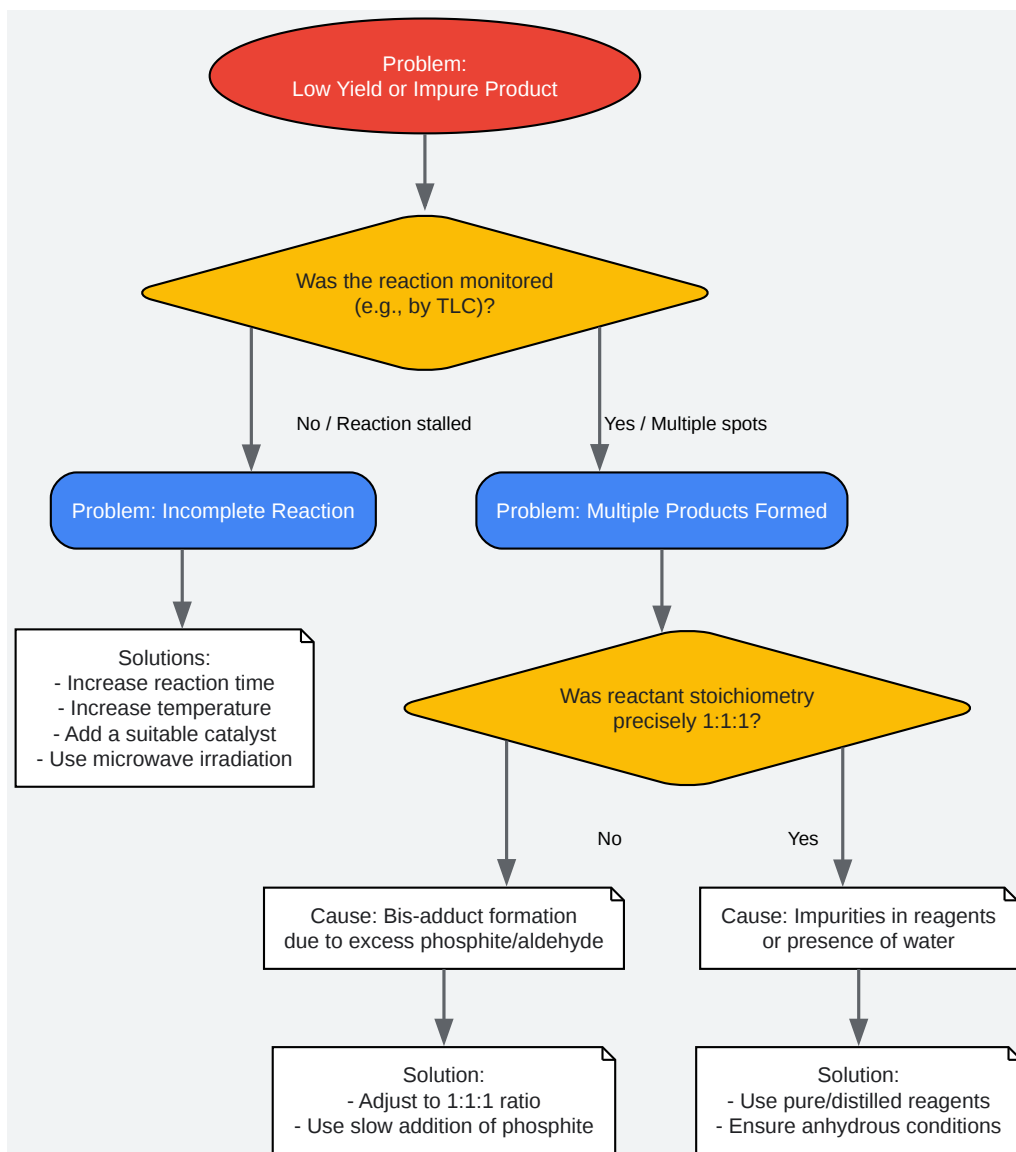 Problem:
Low Yield or Impure Product
Was the reaction monitored
(e.g., by TLC)?
No / Reaction stalled
Yes / Multiple spots
Problem: Incomplete Reaction
Problem: Multiple Products Formed
Solutions:
- Increase reaction time
- Increase temperature
- Add a suitable catalyst
- Use microwave irradiation
Was reactant stoichiometry
precisely 1:1:1?
No
Yes
Cause: Bis-adduct formation
due to excess phosphite/aldehyde
Cause: Impurities in reagents
or presence of water
Solution:
- Adjust to 1:1:1 ratio
- Use slow addition of phosphite
Solution:
- Use pure/distilled reagents
- Ensure anhydrous conditions